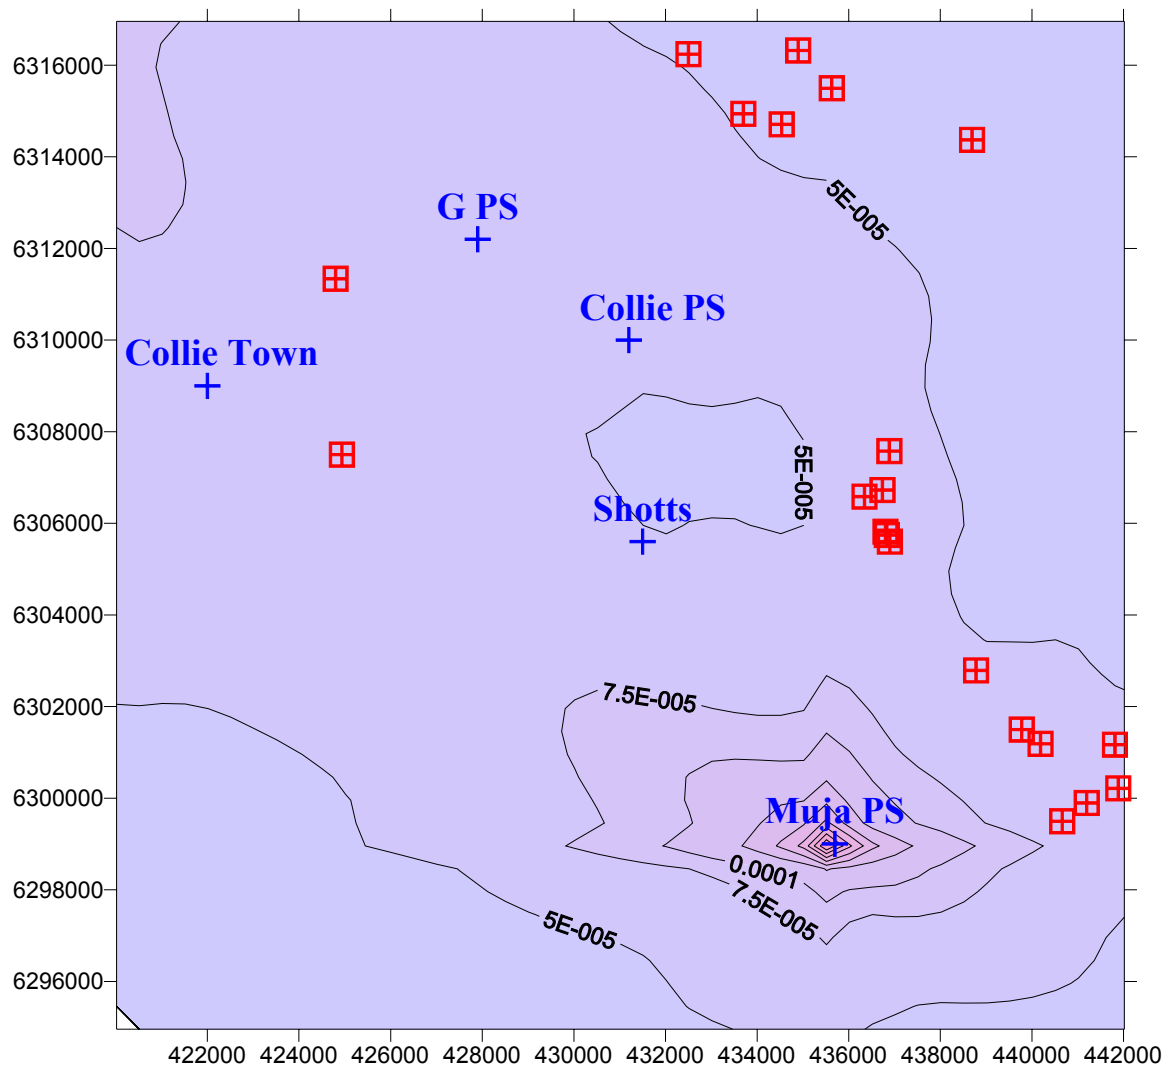 6316000
6314000
6312000
6310000
6308000
6306000
6304000
6302000
6300000
6298000
6296000
G PS
5E-005
Collie PS
Collie Town
5E-005
Shotts
7.5E-005
Muja PS
0.0001
7.5E-005
5E-005
422000 424000 426000 428000 430000 432000 434000 436000 438000 440000 442000